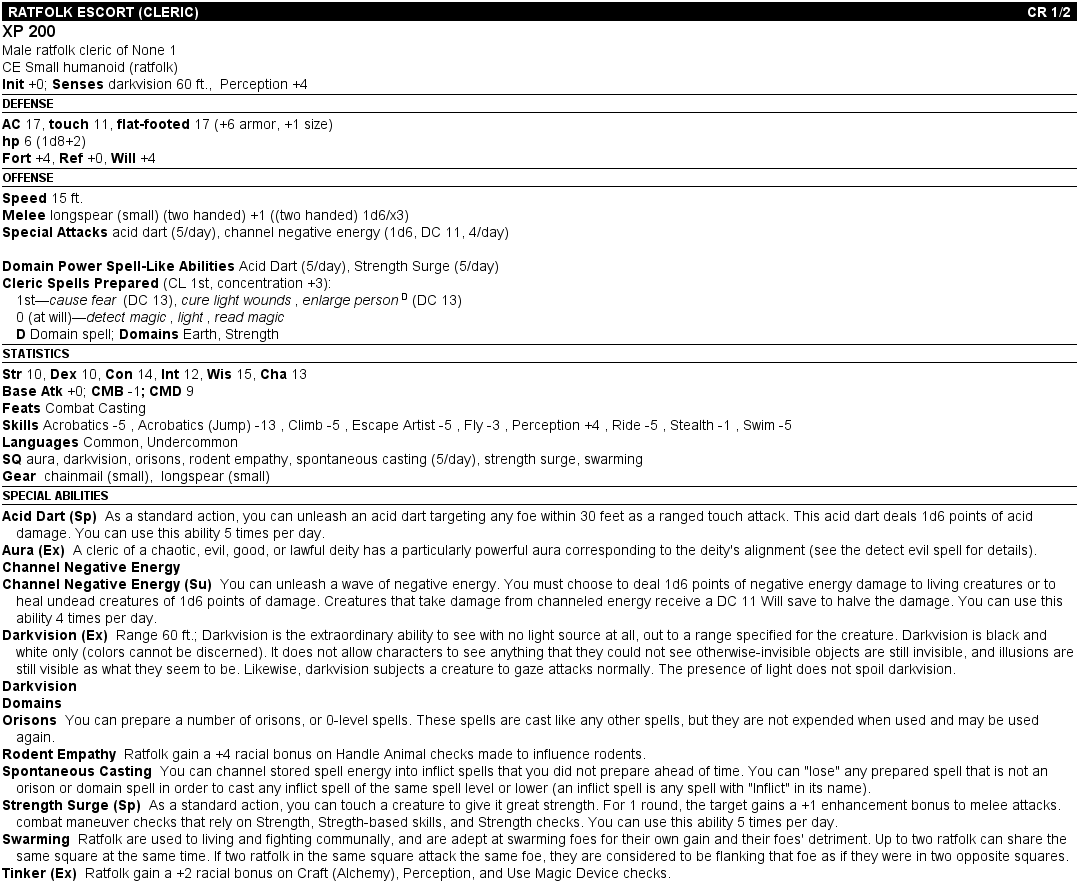 RATFOLK ESCORT (CLERIC) CR 1/2
XP 200
Male ratfolk cleric of None 1
CE Small humanoid (ratfolk)
Init +0; Senses darkvision 60 ft., Perception +4
DEFENSE
AC 17, touch 11, flat-footed 17 (+6 armor, +1 size)
hp 6 (1d8+2)
Fort +4, Ref +0, Will +4
OFFENSE
Speed 15 ft.
Melee longspear (small) (two handed) +1 ((two handed) 1d6/x3)
Special Attacks acid dart (5/day), channel negative energy (1d6, DC 11, 4/day)
Domain Power Spell-Like Abilities Acid Dart (5/day), Strength Surge (5/day)
Cleric Spells Prepared (CL 1st, concentration +3):
1st—cause fear (DC 13), cure light wounds , enlarge person D (DC 13)
0 (at will)—detect magic , light , read magic
D Domain spell; Domains Earth, Strength
STATISTICS
Str 10, Dex 10, Con 14, Int 12, Wis 15, Cha 13
Base Atk +0; CMB -1; CMD 9
Feats Combat Casting
Skills Acrobatics -5 , Acrobatics (Jump) -13 , Climb -5 , Escape Artist -5 , Fly -3 , Perception +4 , Ride -5 , Stealth -1 , Swim -5
Languages Common, Undercommon
SQ aura, darkvision, orisons, rodent empathy, spontaneous casting (5/day), strength surge, swarming
Gear chainmail (small), longspear (small)
SPECIAL ABILITIES
Acid Dart (Sp) As a standard action, you can unleash an acid dart targeting any foe within 30 feet as a ranged touch attack. This acid dart deals 1d6 points of acid
damage. You can use this ability 5 times per day.
Aura (Ex) A cleric of a chaotic, evil, good, or lawful deity has a particularly powerful aura corresponding to the deity's alignment (see the detect evil spell for details).
Channel Negative Energy
Channel Negative Energy (Su) You can unleash a wave of negative energy. You must choose to deal 1d6 points of negative energy damage to living creatures or to
heal undead creatures of 1d6 points of damage. Creatures that take damage from channeled energy receive a DC 11 Will save to halve the damage. You can use this
ability 4 times per day.
Darkvision (Ex) Range 60 ft.; Darkvision is the extraordinary ability to see with no light source at all, out to a range specified for the creature. Darkvision is black and
white only (colors cannot be discerned). It does not allow characters to see anything that they could not see otherwise-invisible objects are still invisible, and illusions are
still visible as what they seem to be. Likewise, darkvision subjects a creature to gaze attacks normally. The presence of light does not spoil darkvision.
Darkvision
Domains
Orisons You can prepare a number of orisons, or 0-level spells. These spells are cast like any other spells, but they are not expended when used and may be used
again.
Rodent Empathy Ratfolk gain a +4 racial bonus on Handle Animal checks made to influence rodents.
Spontaneous Casting You can channel stored spell energy into inflict spells that you did not prepare ahead of time. You can "lose" any prepared spell that is not an
orison or domain spell in order to cast any inflict spell of the same spell level or lower (an inflict spell is any spell with "Inflict" in its name).
Strength Surge (Sp) As a standard action, you can touch a creature to give it great strength. For 1 round, the target gains a +1 enhancement bonus to melee attacks.
combat maneuver checks that rely on Strength, Stregth-based skills, and Strength checks. You can use this ability 5 times per day.
Swarming Ratfolk are used to living and fighting communally, and are adept at swarming foes for their own gain and their foes' detriment. Up to two ratfolk can share the
same square at the same time. If two ratfolk in the same square attack the same foe, they are considered to be flanking that foe as if they were in two opposite squares.
Tinker (Ex) Ratfolk gain a +2 racial bonus on Craft (Alchemy), Perception, and Use Magic Device checks.